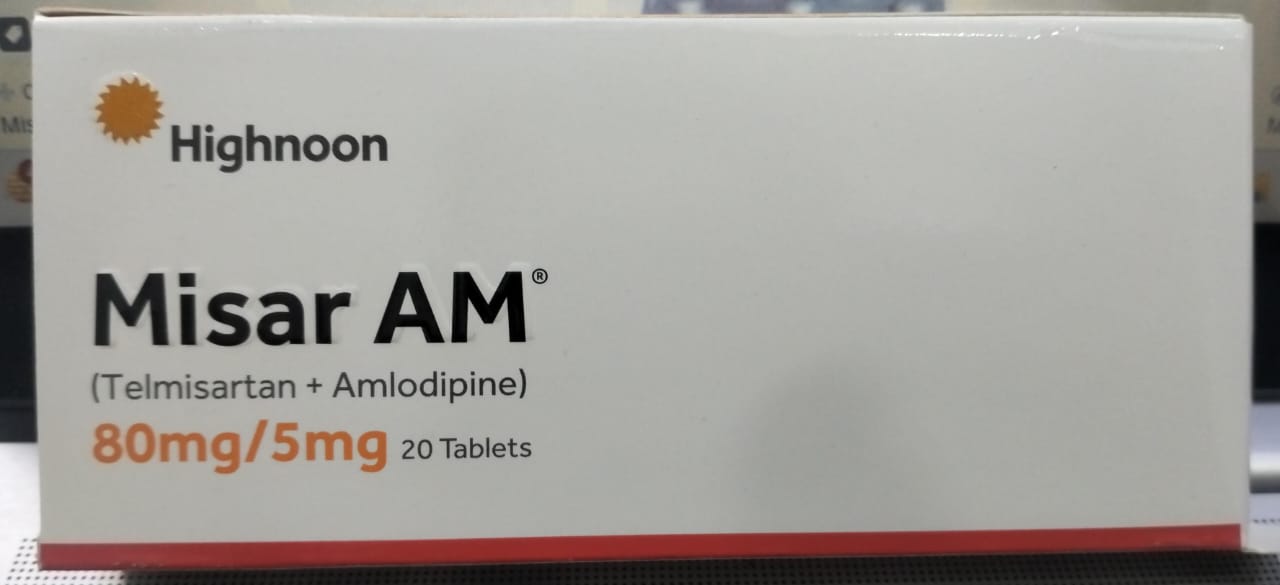 Highnoon
Misar AM®
(Telmisartan + Amlodipine)
80mg/5mg 20 Tablets